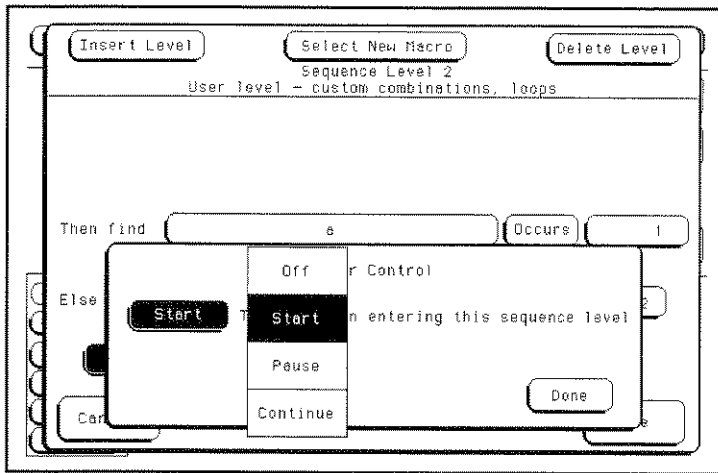 Insert Level Select New Macro Delete Level
Sequence Level 2
User level - custom combinations, loops
Then find a Occurs 1
Off r Control
Else 2
Start T Start n entering this sequence level
Pause
Done
Can Continue e